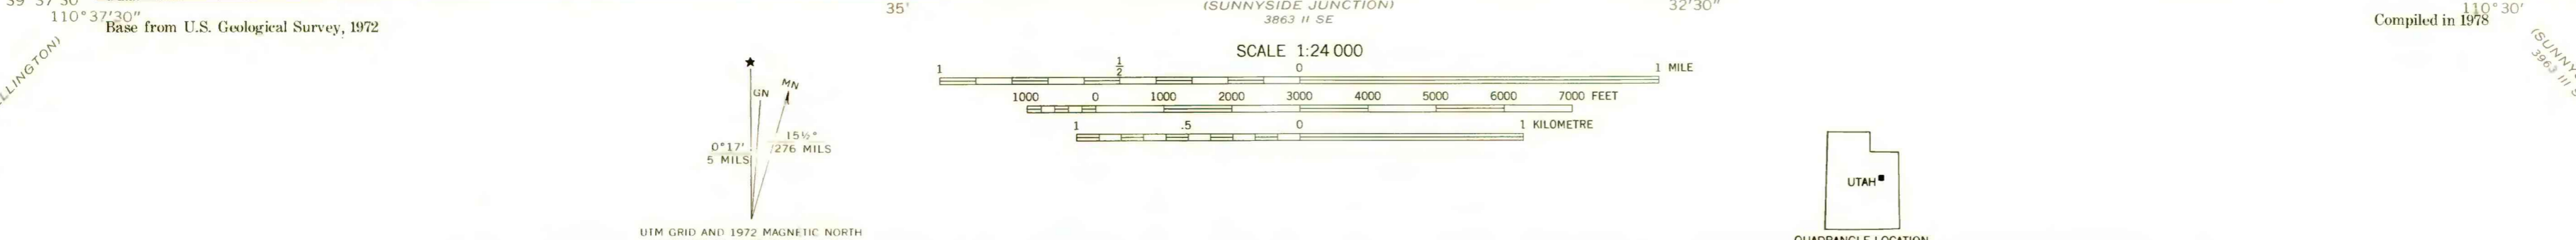 110°37'30"
35'
(SUNNYSIDE JUNCTION)
3863 II SE
32'30"
110°30'
Base from U.S. Geological Survey, 1972
Compiled in 1978
SCALE 1:24 000
1 1/2 0 1 MILE
1000 0 1000 2000 3000 4000 5000 6000 7000 FEET
1 .5 0 1 KILOMETRE
★
GN
MN
0°17'
5 MILS
15½°
276 MILS
UTM GRID AND 1972 MAGNETIC NORTH
UTAH
QUADRANGLE LOCATION